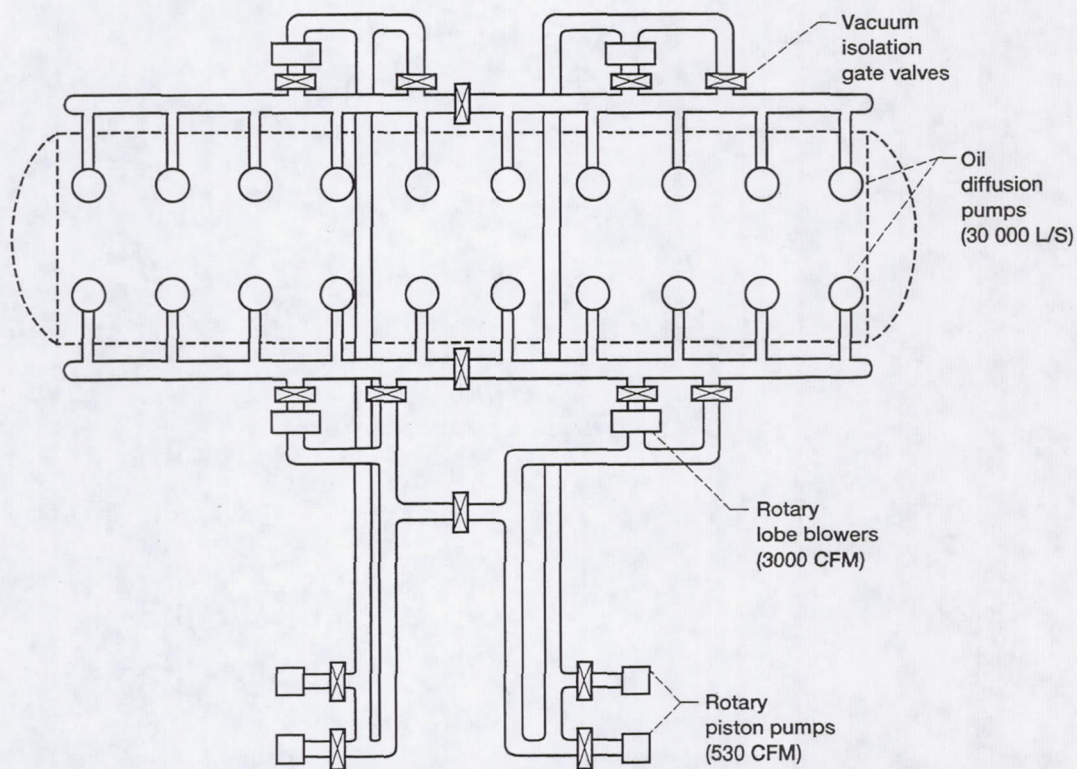 Vacuum
isolation
gate valves
Oil
diffusion
pumps
(30 000 L/S)
Rotary
lobe blowers
(3000 CFM)
Rotary
piston pumps
(530 CFM)